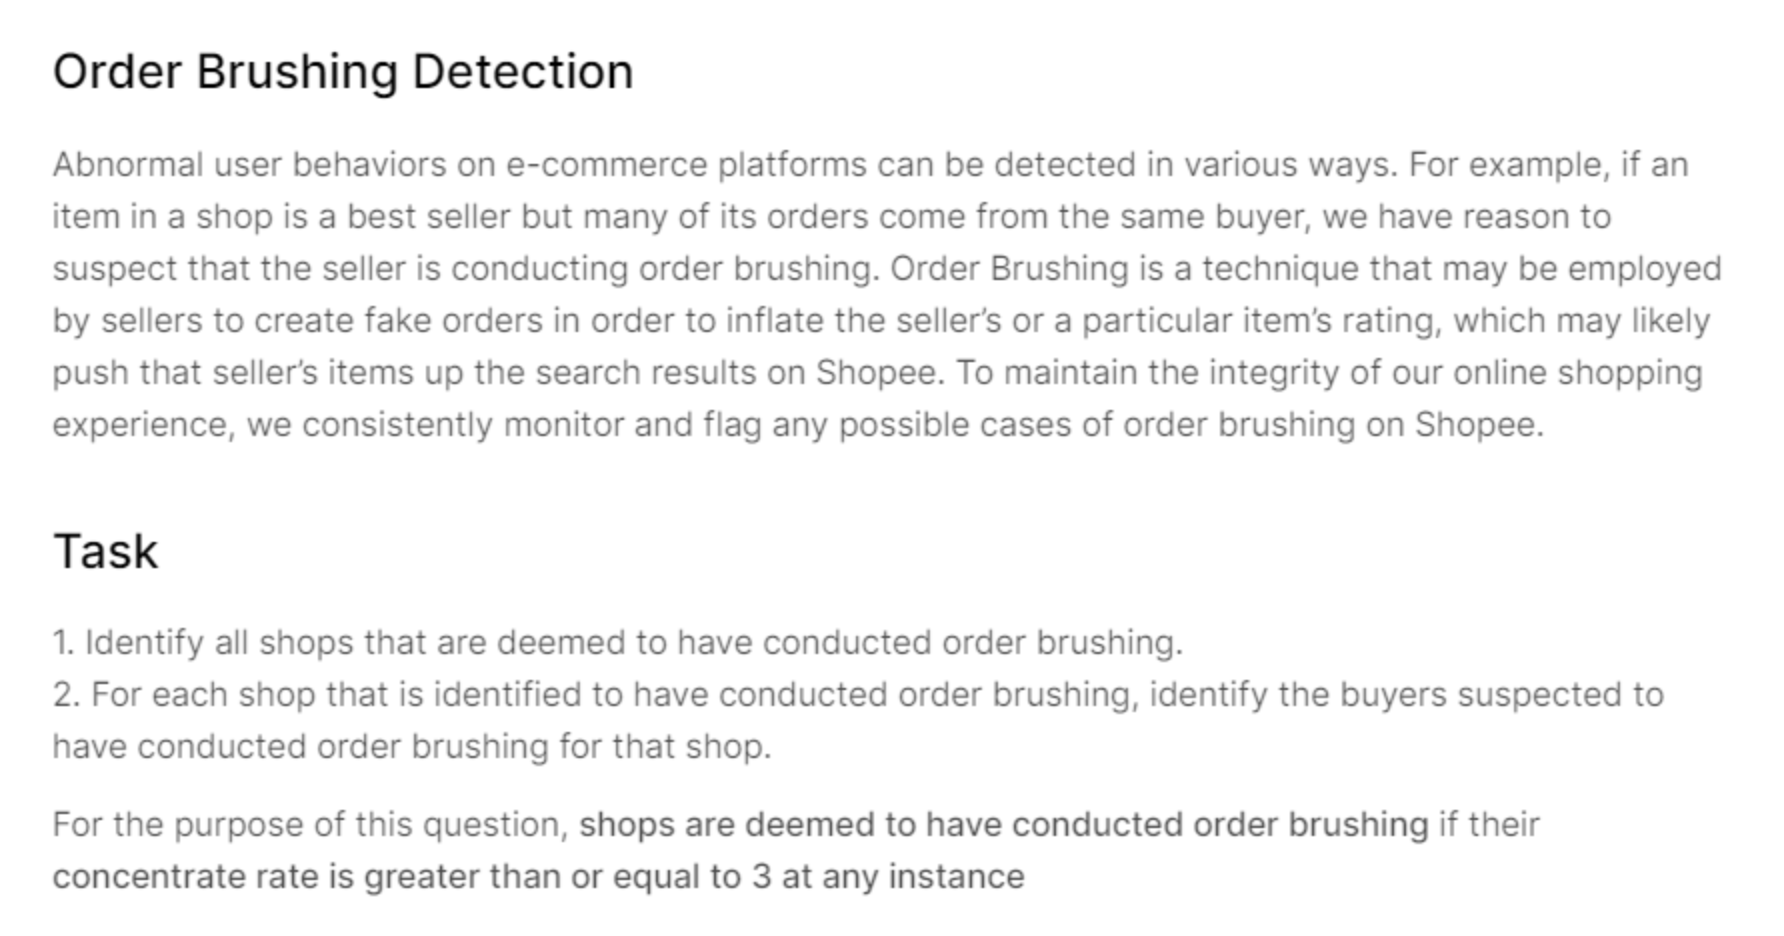 Order Brushing Detection
Abnormal user behaviors on e-commerce platforms can be detected in various ways. For example, if an
item in a shop is a best seller but many of its orders come from the same buyer, we have reason to
suspect that the seller is conducting order brushing. Order Brushing is a technique that may be employed
by sellers to create fake orders in order to inflate the seller’s or a particular item’s rating, which may likely
push that seller’s items up the search results on Shopee. To maintain the integrity of our online shopping
experience, we consistently monitor and flag any possible cases of order brushing on Shopee.
Task
1. Identify all shops that are deemed to have conducted order brushing.
2. For each shop that is identified to have conducted order brushing, identify the buyers suspected to
have conducted order brushing for that shop.
For the purpose of this question, shops are deemed to have conducted order brushing if their
concentrate rate is greater than or equal to 3 at any instance